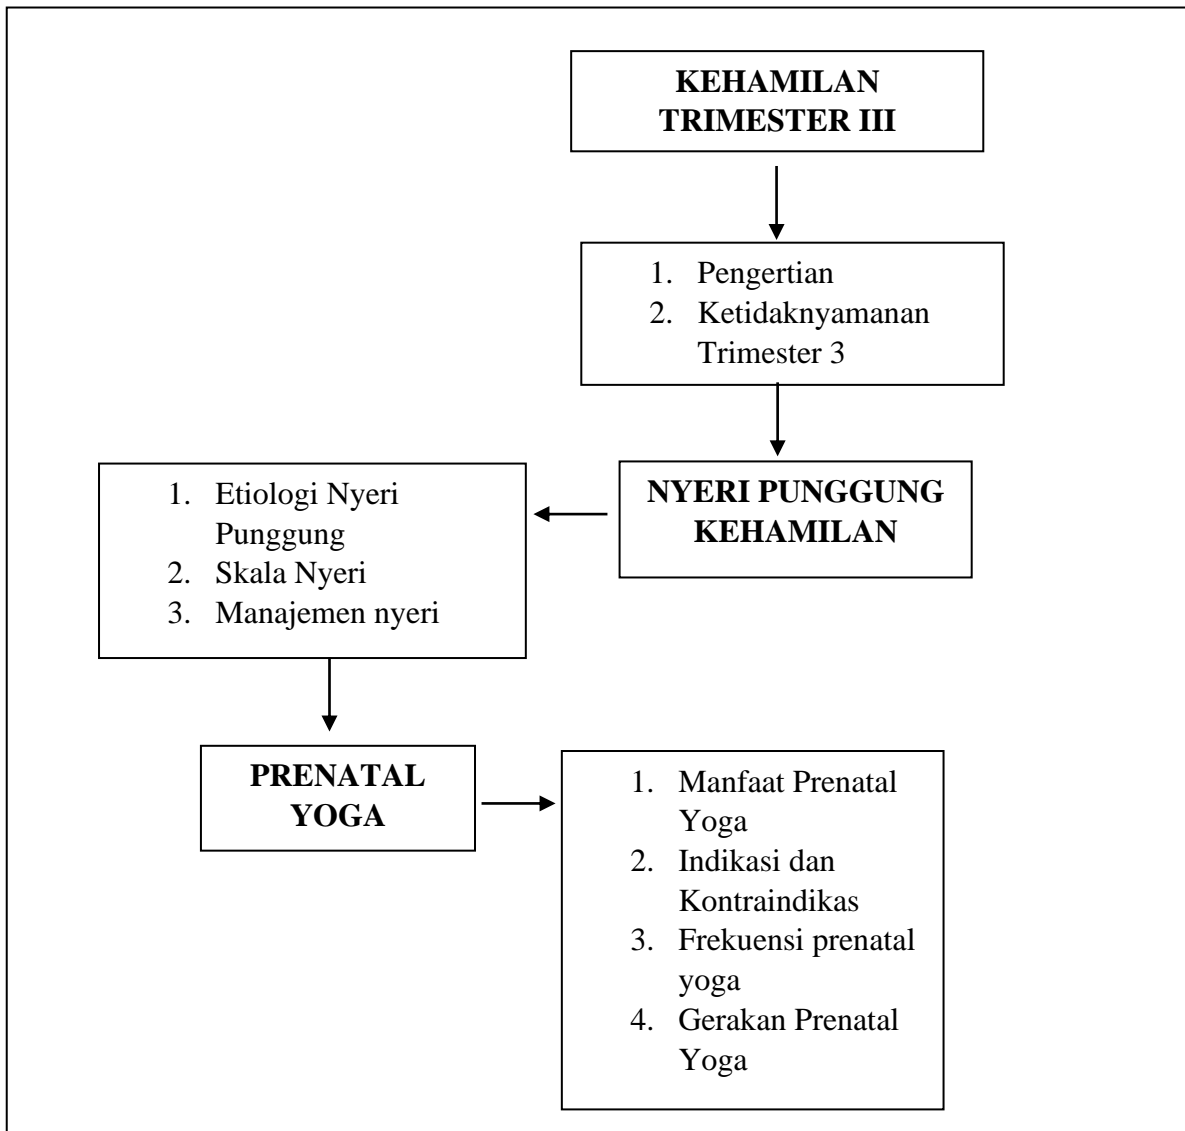 KEHAMILAN
TRIMESTER III
1. Pengertian
2. Ketidaknyamanan
Trimester 3
NYERI PUNGGUNG
KEHAMILAN
1. Etiologi Nyeri
Punggung
2. Skala Nyeri
3. Manajemen nyeri
PRENATAL
YOGA
1. Manfaat Prenatal
Yoga
2. Indikasi dan
Kontraindikas
3. Frekuensi prenatal
yoga
4. Gerakan Prenatal
Yoga